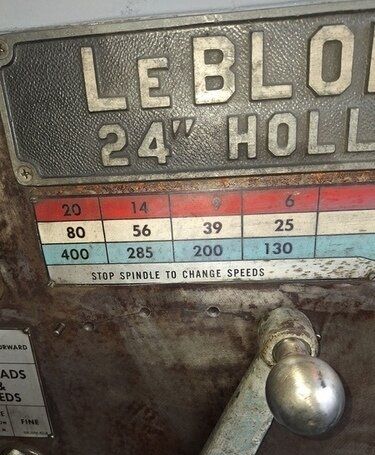 LEBLO
24" HOLL
20 14 9 6
80 56 39 25
400 285 200 130
STOP SPINDLE TO CHANGE SPEEDS
ORWARD
ADS
&
EDS
FINE